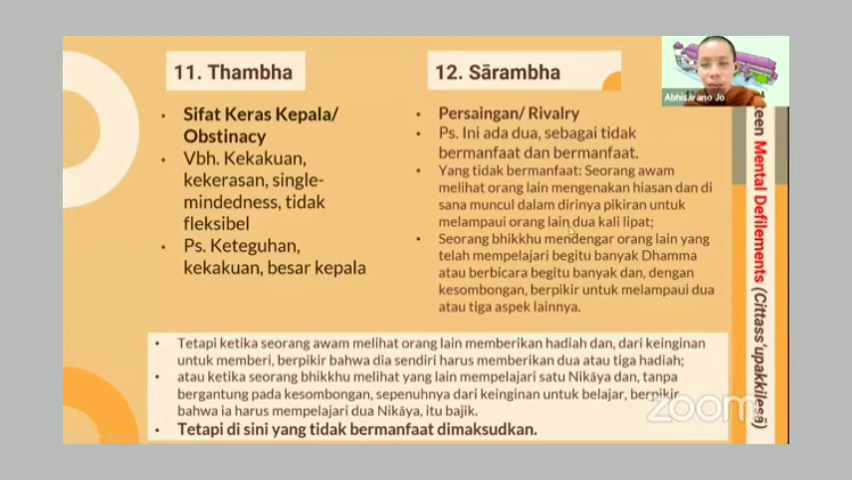 11. Thambha
• Sifat Keras Kepala/
Obstinacy
• Vbh. Kekakuan,
kekerasan, single-
mindedness, tidak
fleksibel
• Ps. Keteguhan,
kekakuan, besar kepala
12. Sārambha
• Persaingan/ Rivalry
• Ps. Ini ada dua, sebagai tidak
bermanfaat dan bermanfaat.
• Yang tidak bermanfaat: Seorang awam
melihat orang lain mengenakan hiasan dan di
sana muncul dalam dirinya pikiran untuk
melampaui orang lain dua kali lipat;
• Seorang bhikkhu mendengar orang lain yang
telah mempelajari begitu banyak Dhamma
atau berbicara begitu banyak dan, dengan
kesombongan, berpikir untuk melampaui dua
atau tiga aspek lainnya.
• Tetapi ketika seorang awam melihat orang lain memberikan hadiah dan, dari keinginan
untuk memberi, berpikir bahwa dia sendiri harus memberikan dua atau tiga hadiah;
• atau ketika seorang bhikkhu melihat yang lain mempelajari satu Nikāya dan, tanpa
bergantung pada kesombongan, sepenuhnya dari keinginan untuk belajar, berpikir
bahwa ia harus mempelajari dua Nikāya, itu bajik.
• Tetapi di sini yang tidak bermanfaat dimaksudkan.
Abhisarano Jo
Mental Defilements (Cittass'upakkilesā)
zoom